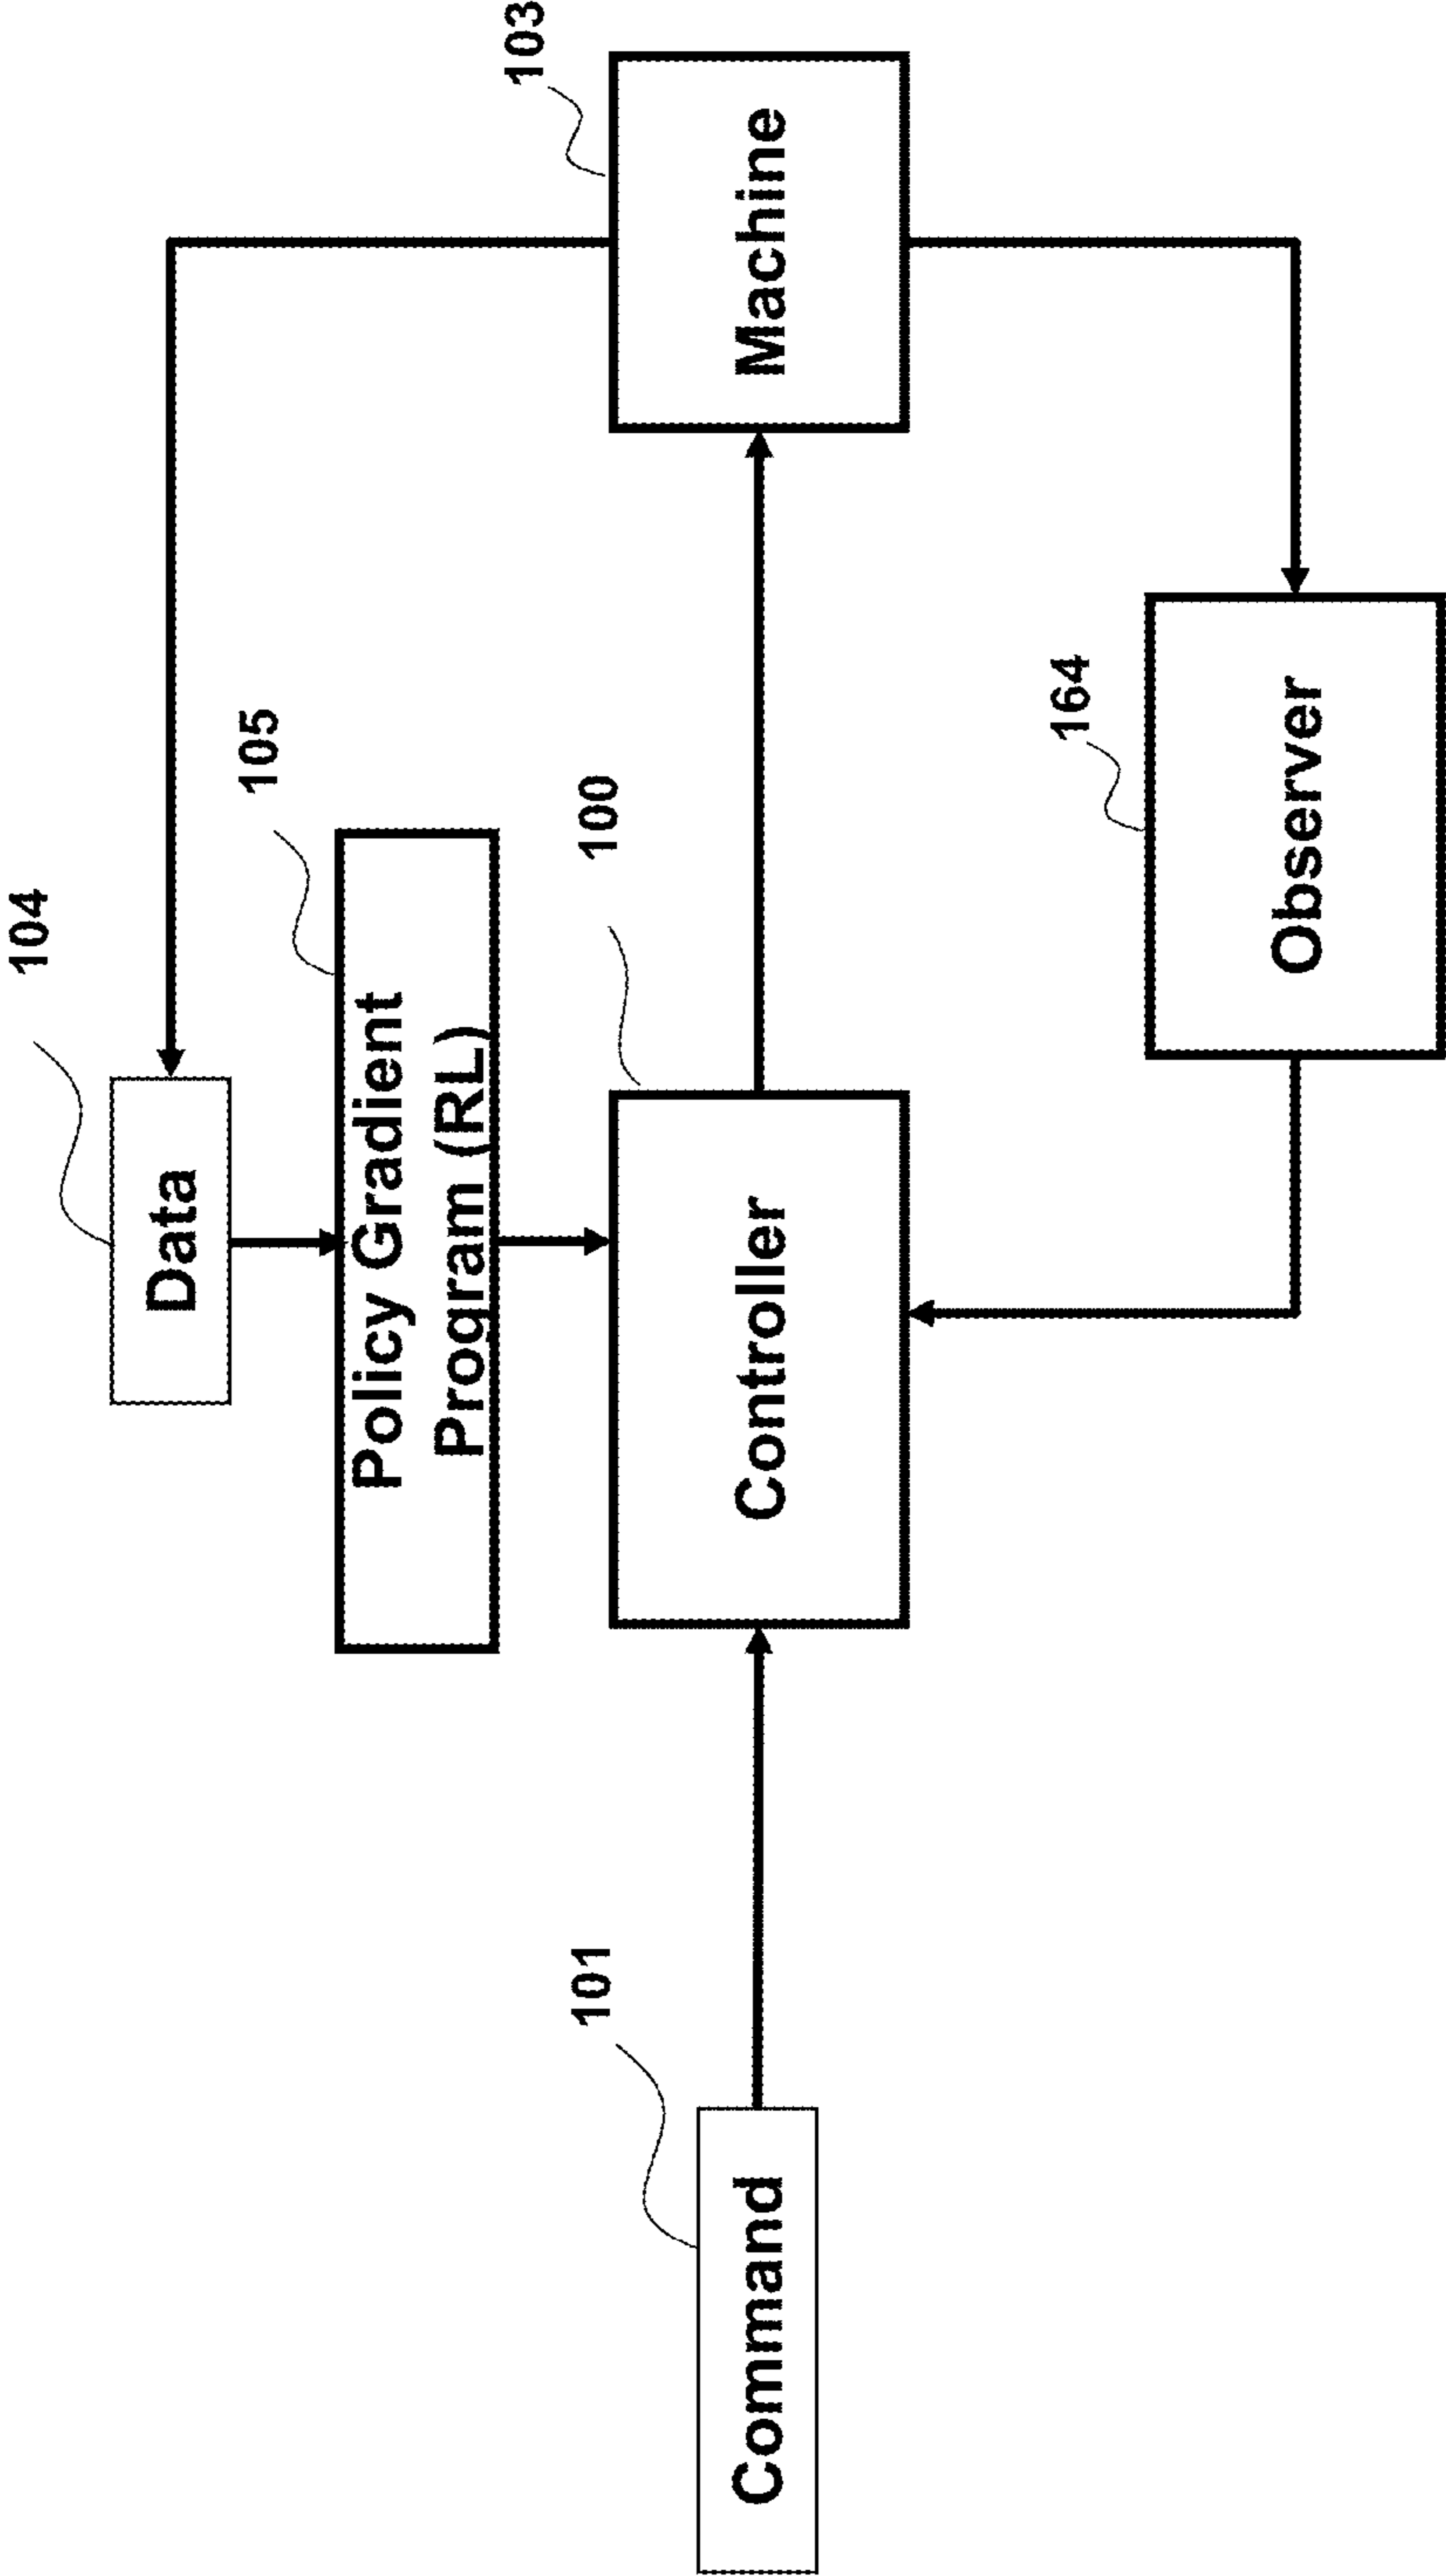 104
Data
105
Policy Gradient
Program (RL)
103
101
100
Command
Controller
Machine
164
Observer